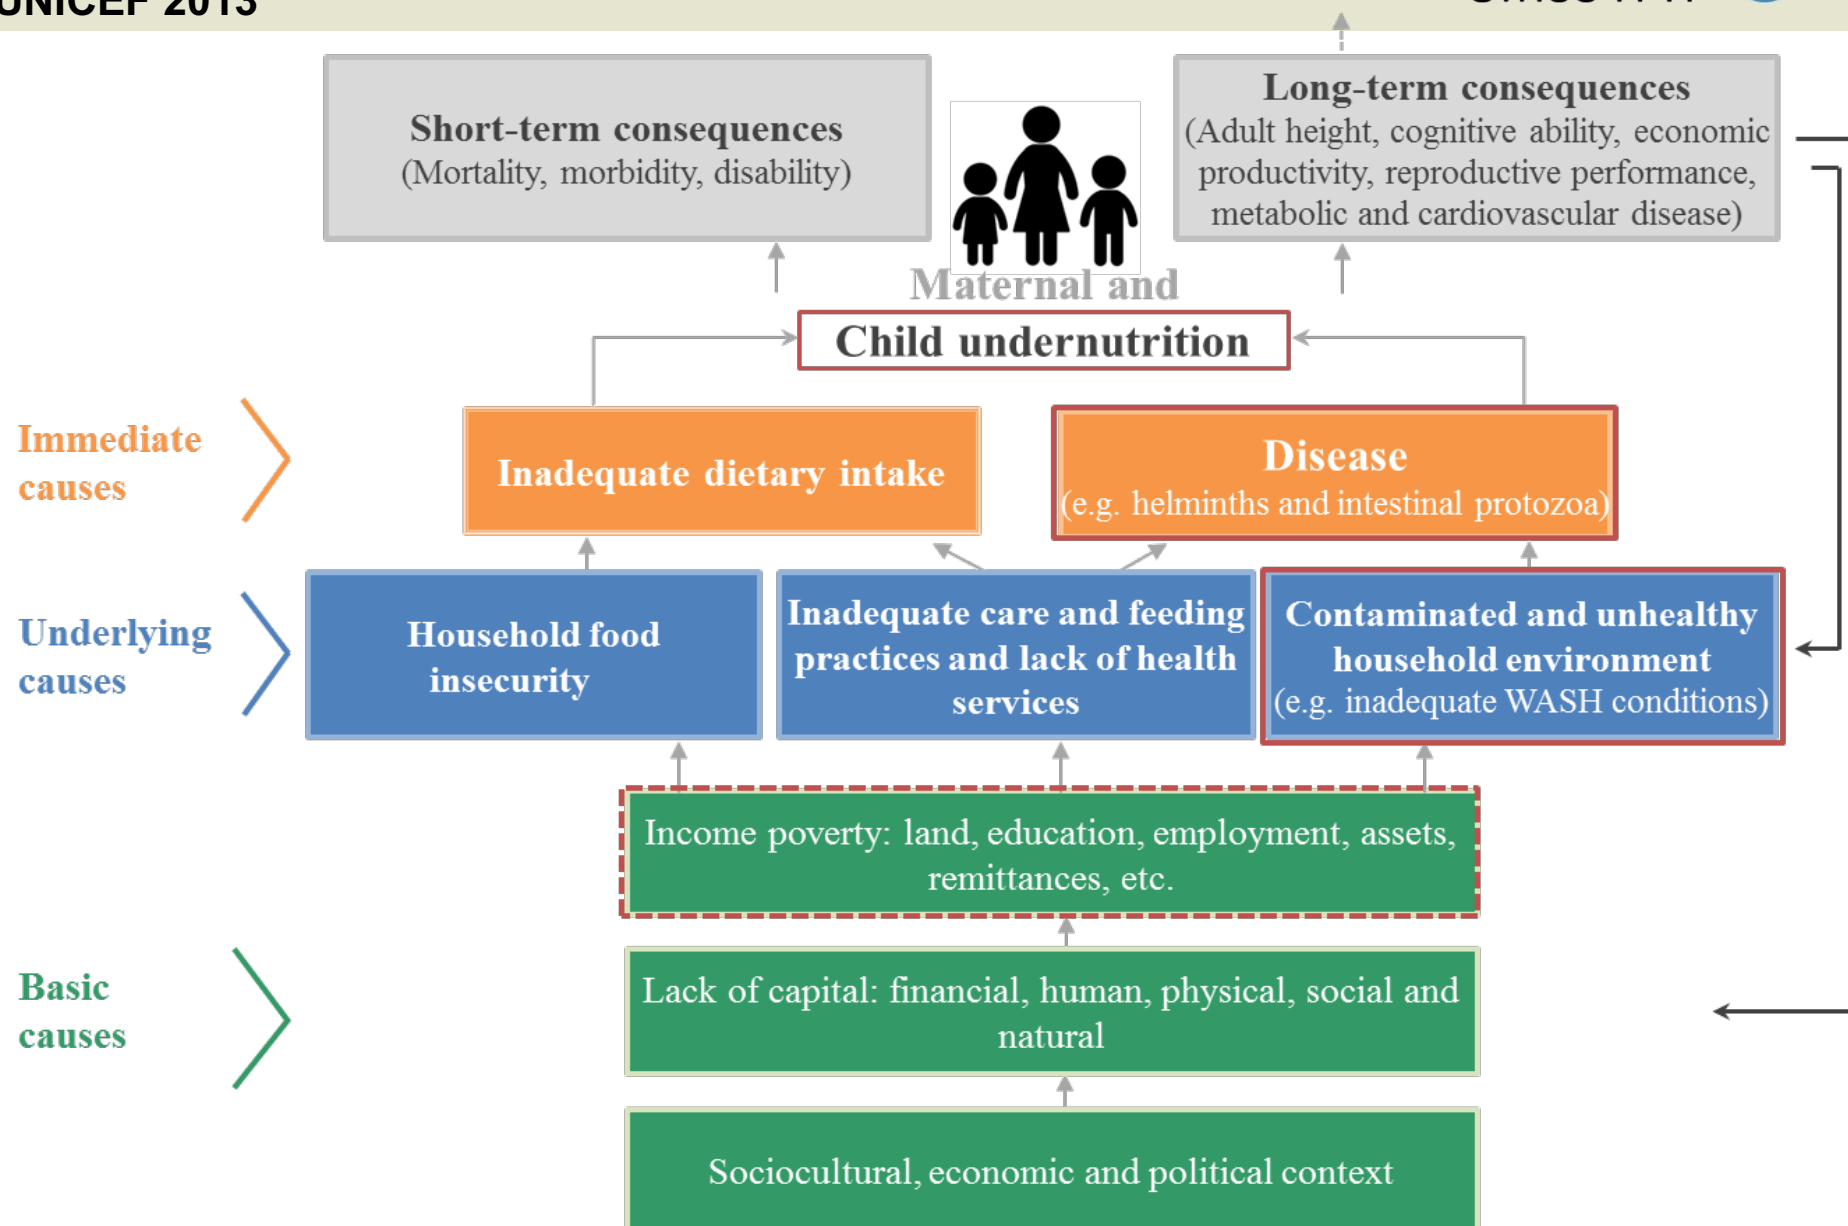 UNICEF 2013
Short-term consequences
(Mortality, morbidity, disability)
Long-term consequences
(Adult height, cognitive ability, economic
productivity, reproductive performance,
metabolic and cardiovascular disease)
Maternal and
Child undernutrition
Immediate
causes
Inadequate dietary intake
Disease
(e.g. helminths and intestinal protozoa)
Underlying
causes
Household food
insecurity
Inadequate care and feeding
practices and lack of health
services
Contaminated and unhealthy
household environment
(e.g. inadequate WASH conditions)
Income poverty: land, education, employment, assets,
remittances, etc.
Basic
causes
Lack of capital: financial, human, physical, social and
natural
Sociocultural, economic and political context